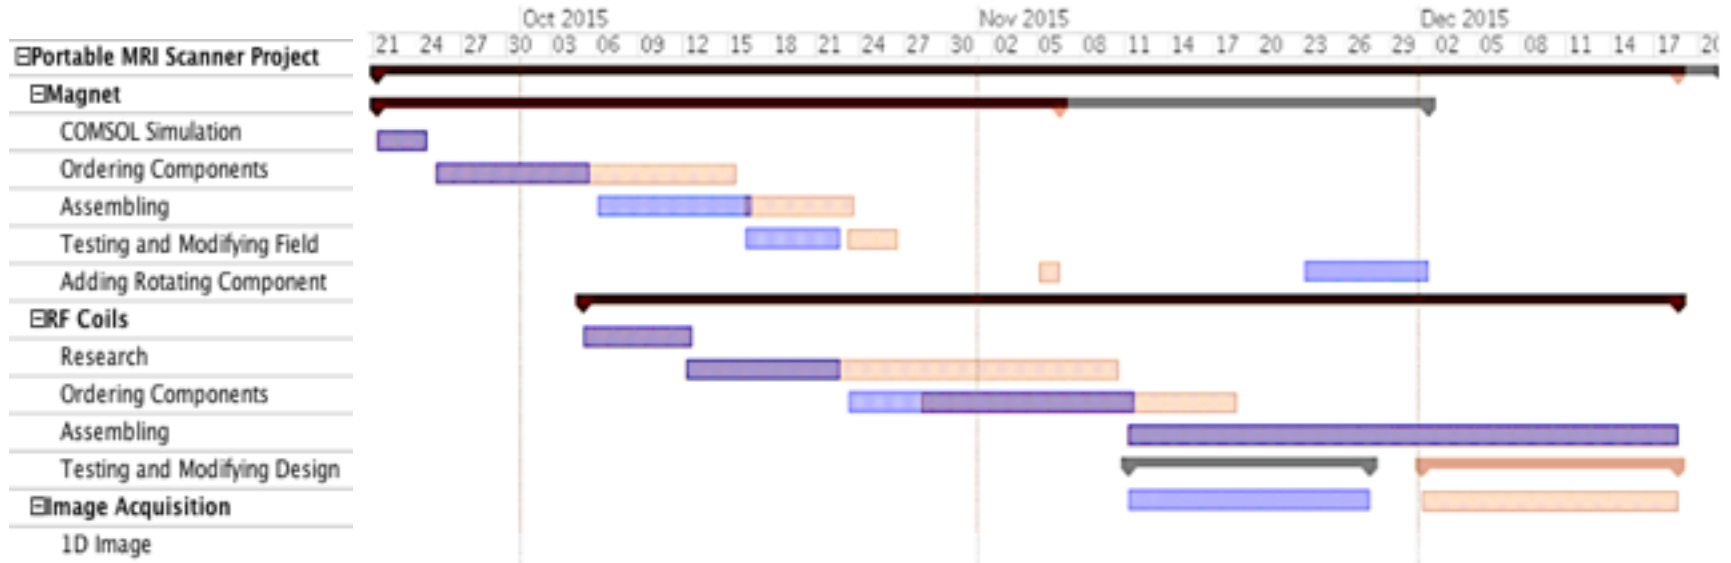 Oct 2015 Nov 2015 Dec 2015
21 24 27 30 03 06 09 12 15 18 21 24 27 30 02 05 08 11 14 17 20 23 26 29 02 05 08 11 14 17 20
Portable MRI Scanner Project
Magnet
COMSOL Simulation
Ordering Components
Assembling
Testing and Modifying Field
Adding Rotating Component
RF Coils
Research
Ordering Components
Assembling
Testing and Modifying Design
Image Acquisition
1D Image